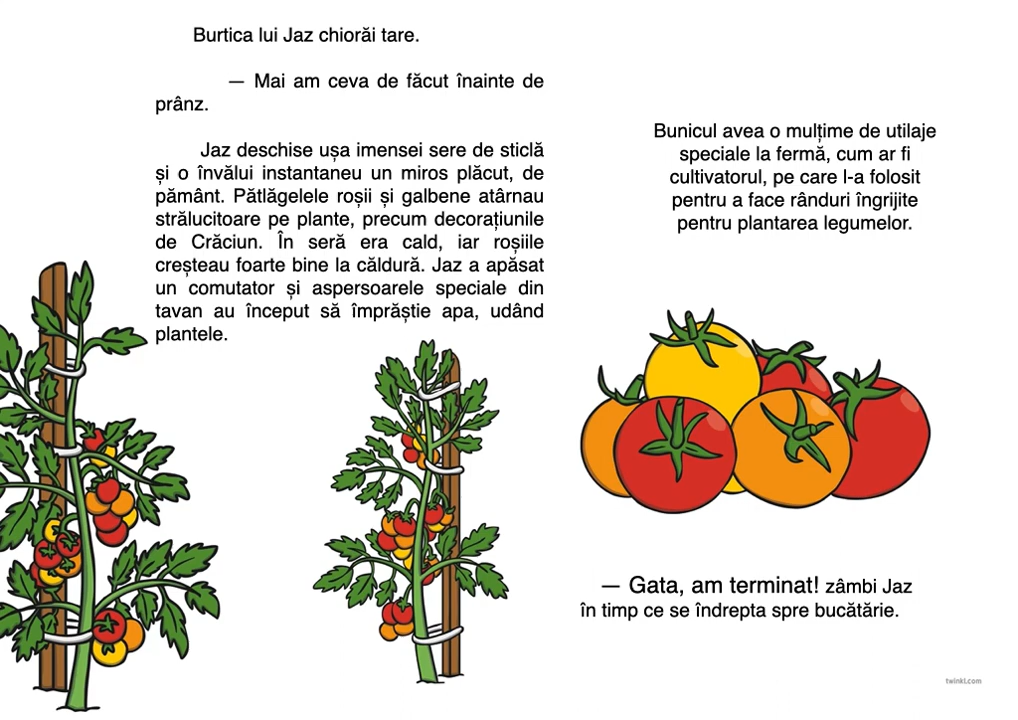 Burtica lui Jaz chiorăi tare.
— Mai am ceva de făcut înainte de
prânz.
Jaz deschise ușa imensei sere de sticlă
și o învălui instantaneu un miros plăcut, de
pământ. Pătlăgelele roșii și galbene atârnau
strălucitoare pe plante, precum decorațiunile
de Crăciun. În seră era cald, iar roșiile
creșteau foarte bine la căldură. Jaz a apăsat
un comutator și aspersoarele speciale din
tavan au început să împrăștie apa, udând
plantele.
Bunicul avea o mulțime de utilaje
speciale la fermă, cum ar fi
cultivatorul, pe care l-a folosit
pentru a face rânduri îngrijite
pentru plantarea legumelor.
— Gata, am terminat! zâmbi Jaz
în timp ce se îndrepta spre bucătărie.
twinkl.com